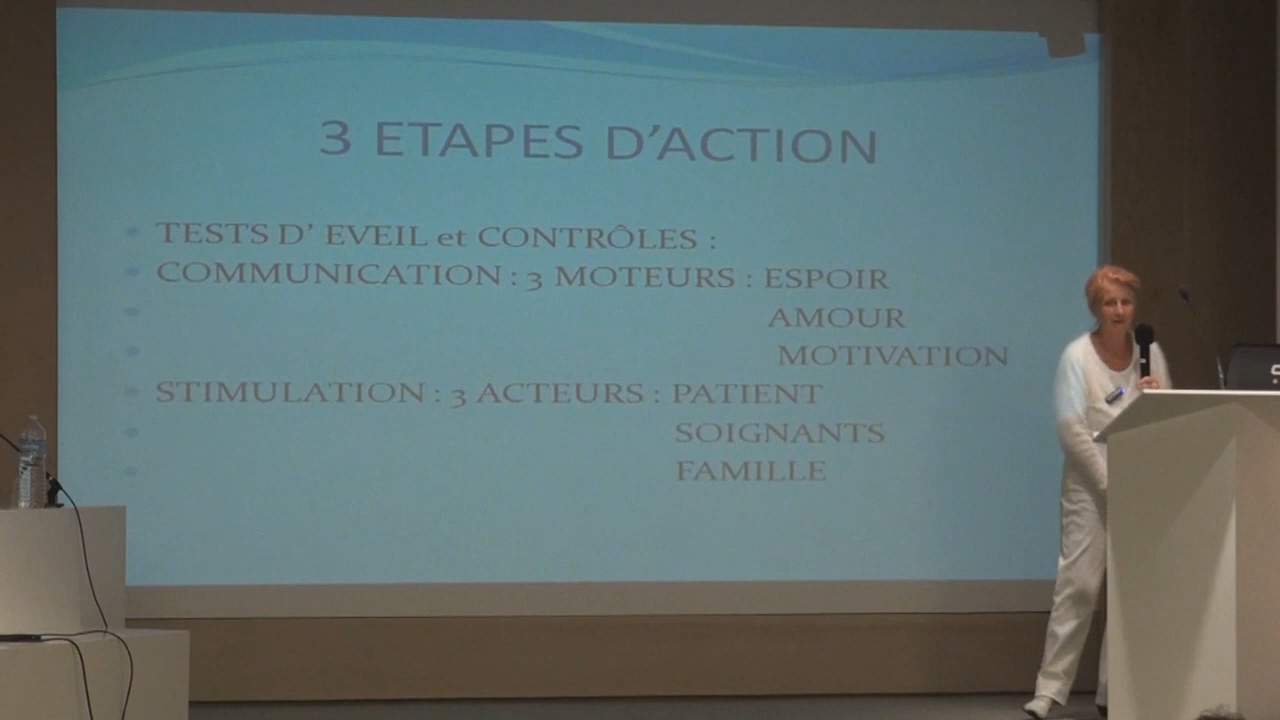 3 ETAPES D'ACTION
TESTS D' EVEIL et CONTRÔLES :
COMMUNICATION : 3 MOTEURS : ESPOIR
AMOUR
MOTIVATION
STIMULATION : 3 ACTEURS : PATIENT
SOIGNANTS
FAMILLE